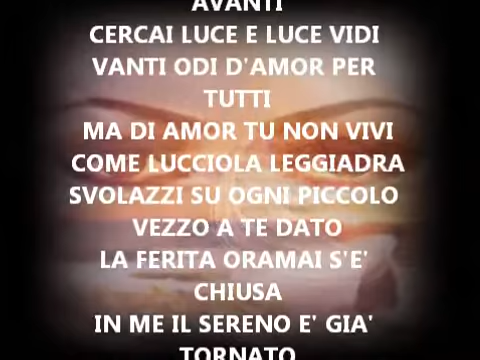 AVANTI
CERCAI LUCE E LUCE VIDI
VANTI ODI D'AMOR PER
TUTTI
MA DI AMOR TU NON VIVI
COME LUCCIOLA LEGGIADRA
SVOLAZZI SU OGNI PICCOLO
VEZZO A TE DATO
LA FERITA ORAMAI S'E'
CHIUSA
IN ME IL SERENO E' GIA'
TORNATO